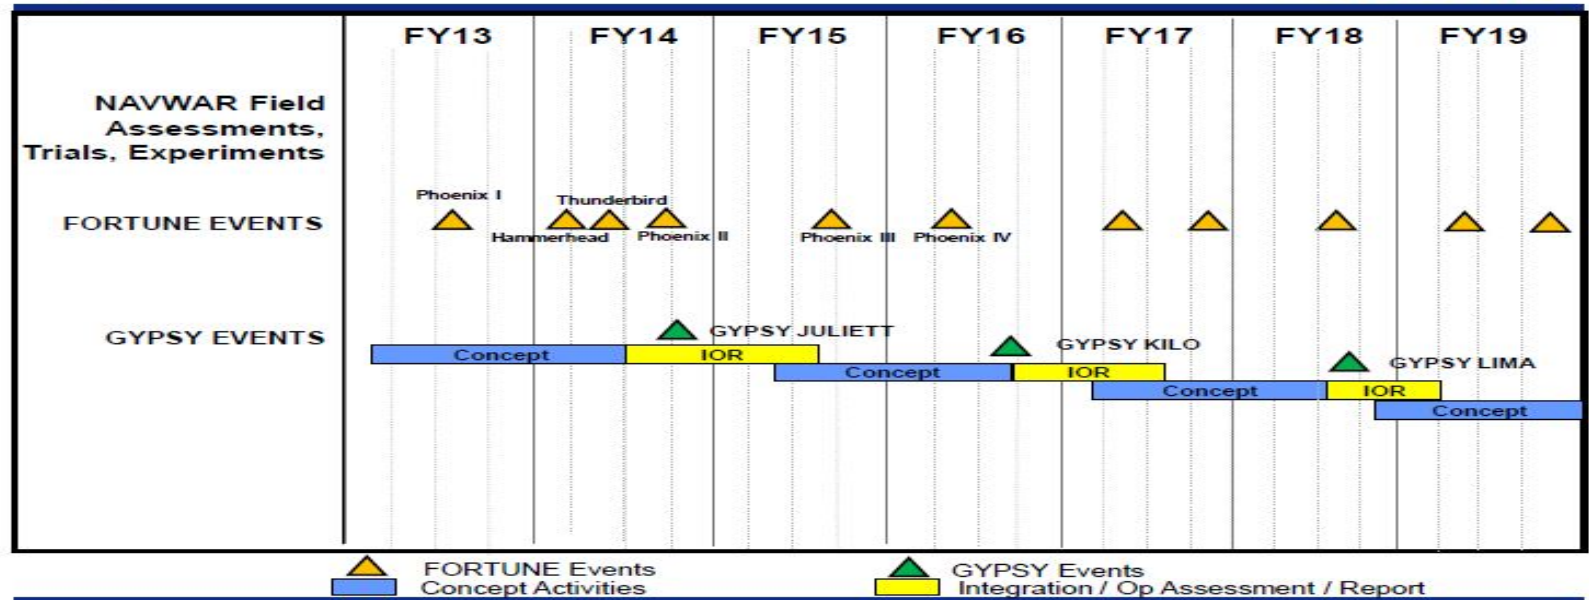 FY13 FY14 FY15 FY16 FY17 FY18 FY19
NAVWAR Field
Assessments,
Trials, Experiments
Phoenix I
Thunderbird
FORTUNE EVENTS
Hammerhead
Phoenix II
Phoenix III
Phoenix IV
GYPSY EVENTS
GYPSY JULIETT
GYPSY KILO
GYPSY LIMA
Concept IOR
Concept IOR
Concept IOR
Concept
FORTUNE Events
GYPSY Events
Concept Activities
Integration / Op Assessment / Report